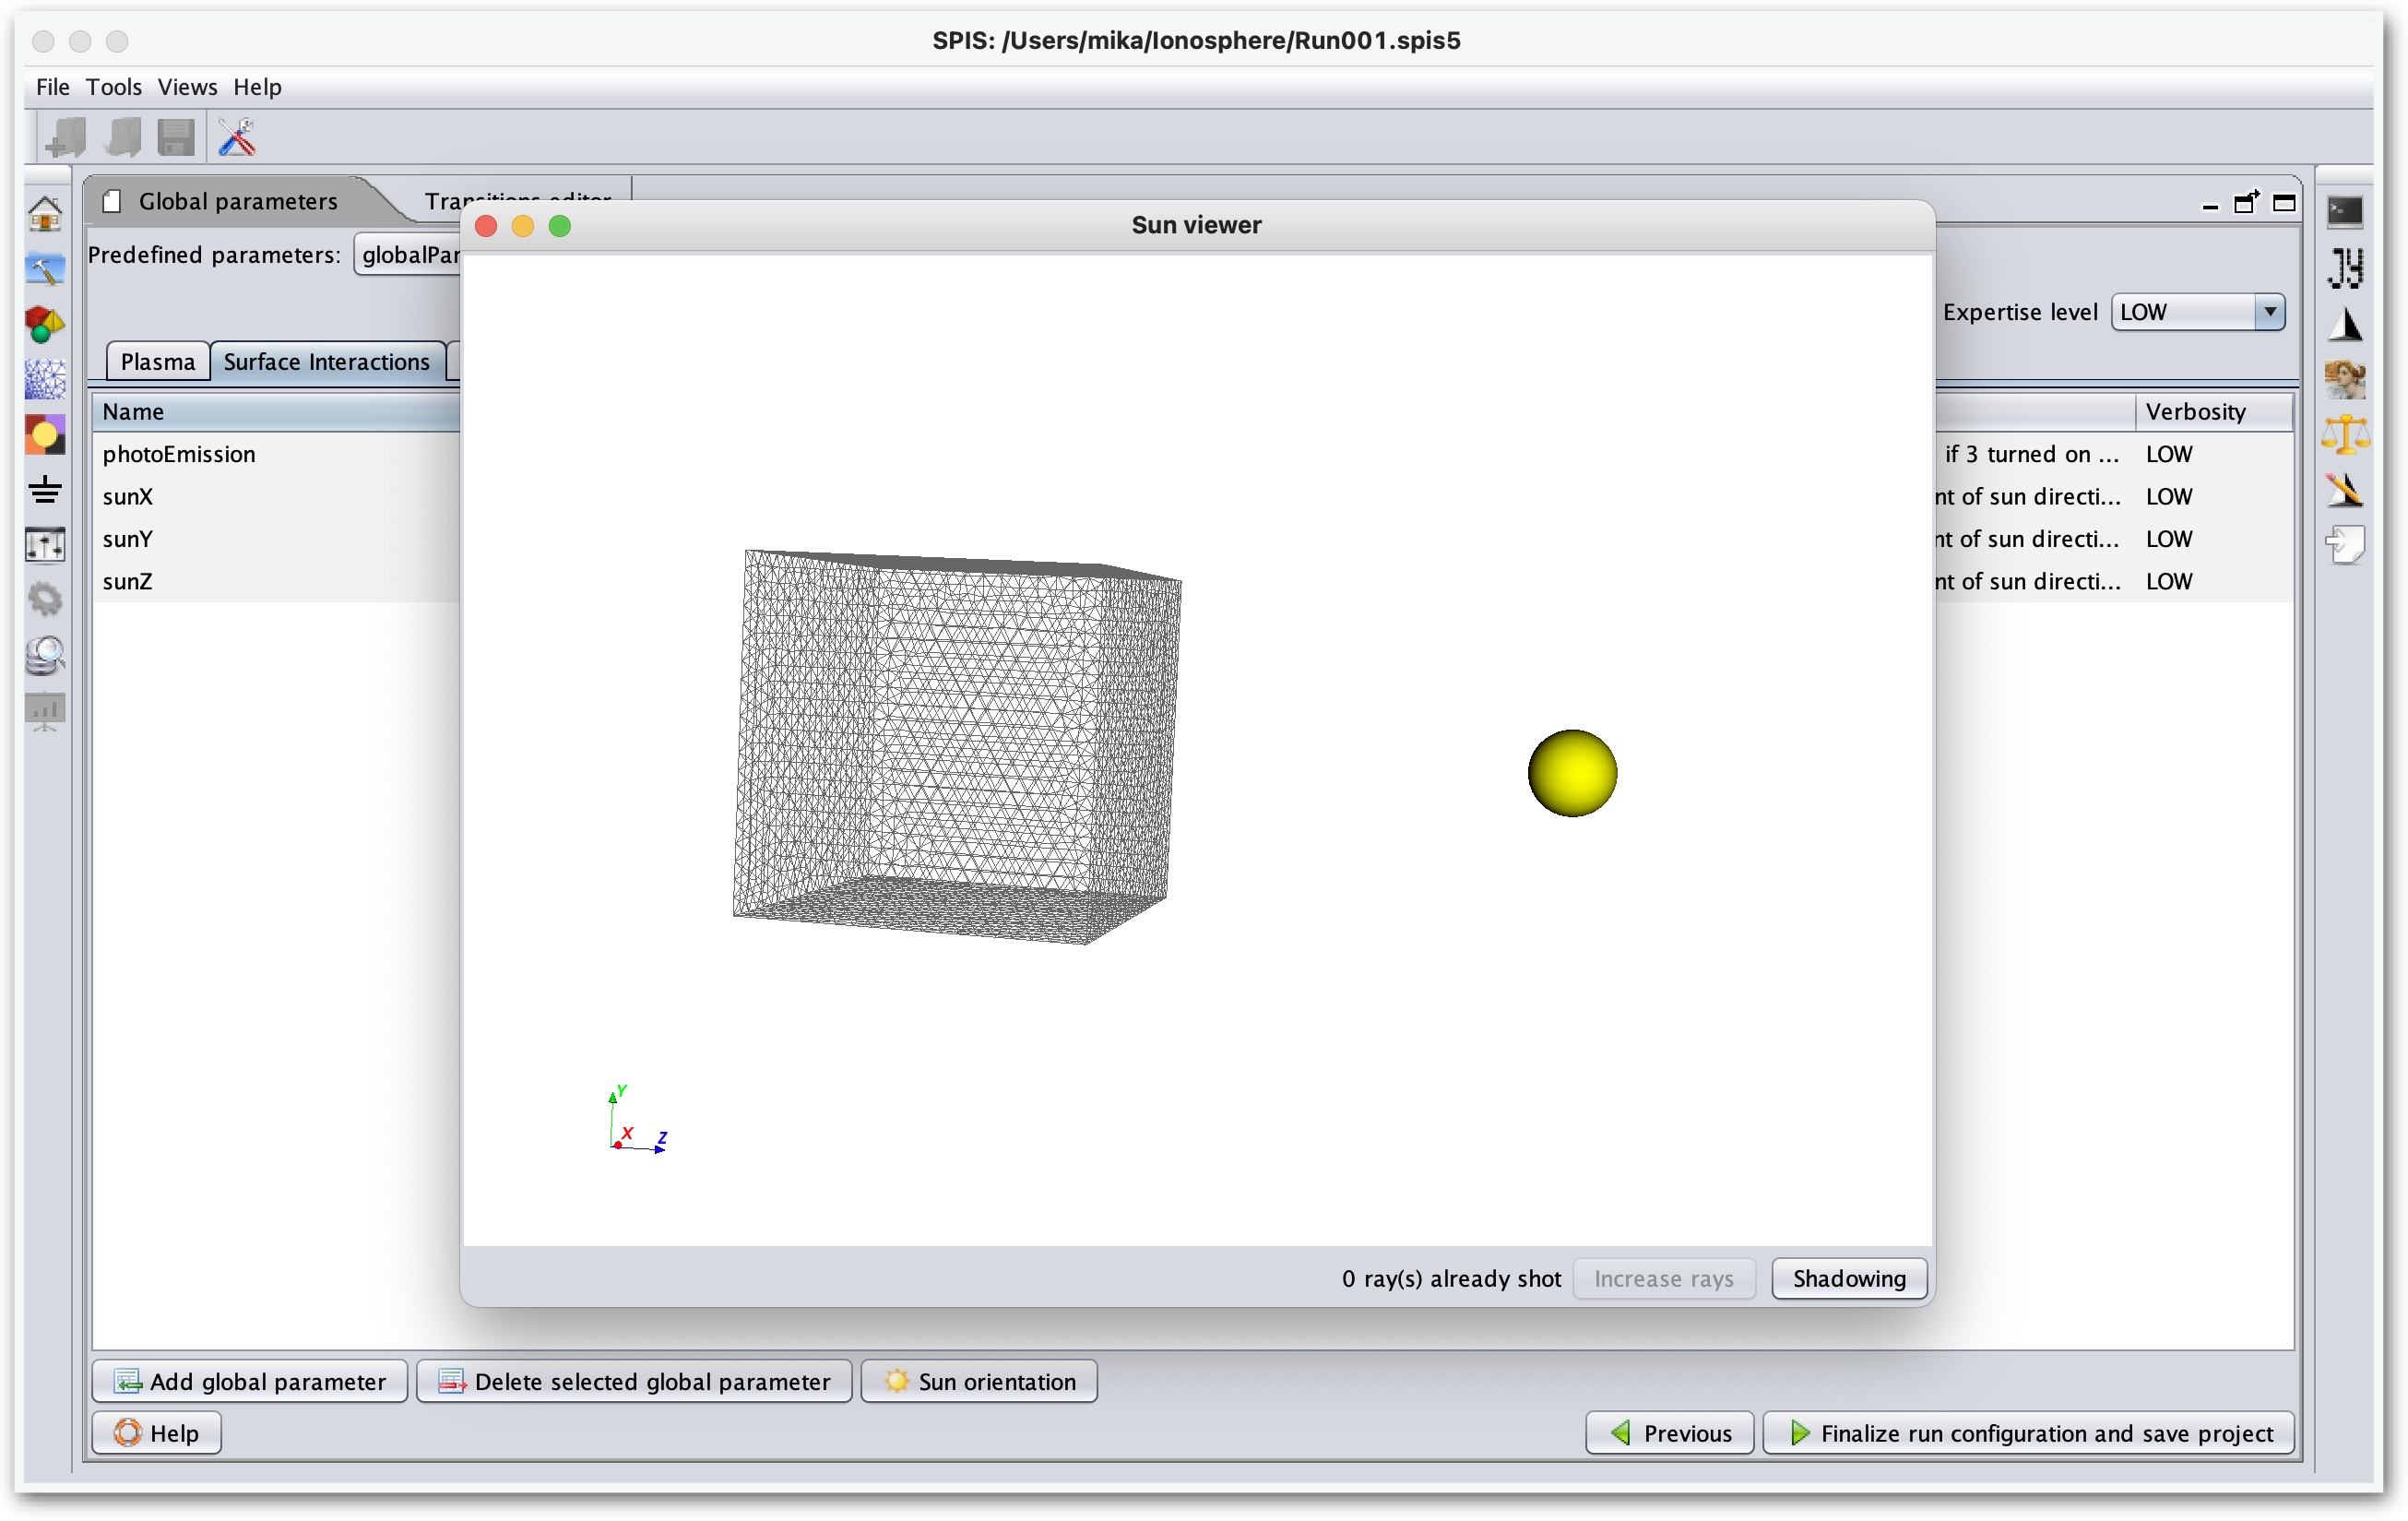 SPIS: /Users/mika/Ionosphere/Run001.spis5
File Tools Views Help
Global parameters
Transitions editor
Sun viewer
Predefined parameters: globalPar
Expertise level LOW
Plasma Surface Interactions
Name Verbosity
photoEmission if 3 turned on ... LOW
sunX nt of sun directi... LOW
sunY nt of sun directi... LOW
sunZ nt of sun directi... LOW
Y
X Z
0 ray(s) already shot Increase rays Shadowing
Add global parameter Delete selected global parameter Sun orientation
Help Previous Finalize run configuration and save project